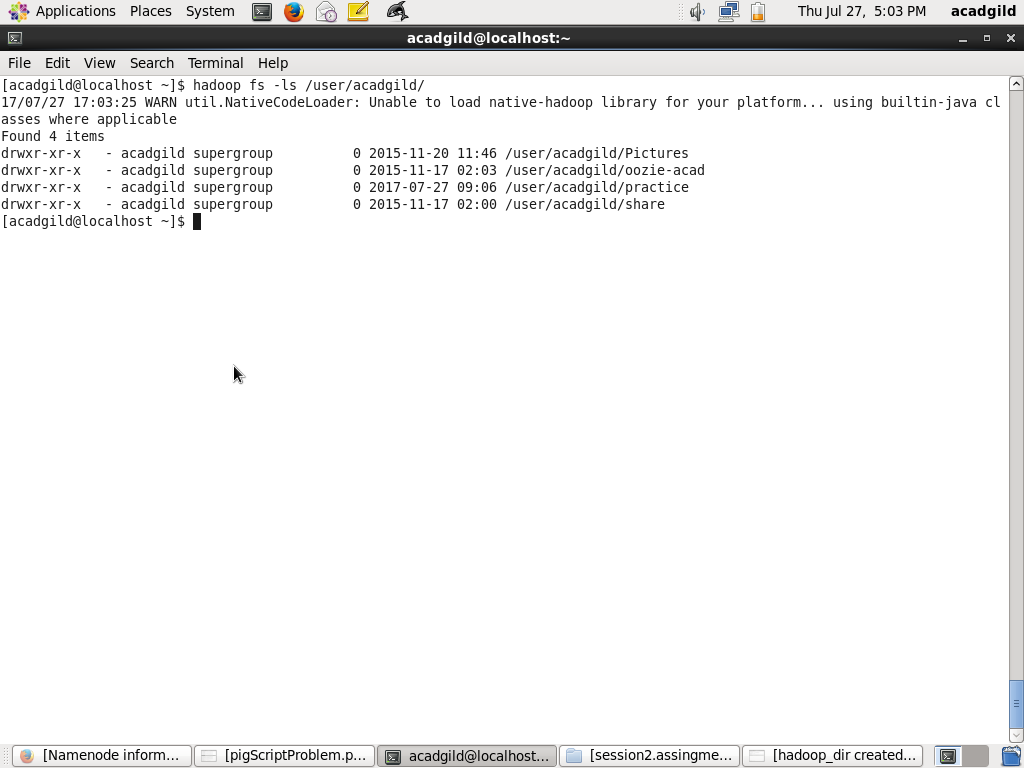 Applications Places System Thu Jul 27, 5:03 PM acadgild
acadgild@localhost:~
File Edit View Search Terminal Help
[acadgild@localhost ~]$ hadoop fs -ls /user/acadgild/
17/07/27 17:03:25 WARN util.NativeCodeLoader: Unable to load native-hadoop library for your platform... using builtin-java cl
asses where applicable
Found 4 items
drwxr-xr-x   - acadgild supergroup          0 2015-11-20 11:46 /user/acadgild/Pictures
drwxr-xr-x   - acadgild supergroup          0 2015-11-17 02:03 /user/acadgild/oozie-acad
drwxr-xr-x   - acadgild supergroup          0 2017-07-27 09:06 /user/acadgild/practice
drwxr-xr-x   - acadgild supergroup          0 2015-11-17 02:00 /user/acadgild/share
[acadgild@localhost ~]$
[Namenode inform... [pigScriptProblem.p... acadgild@localhost:... [session2.assingme... [hadoop_dir created...